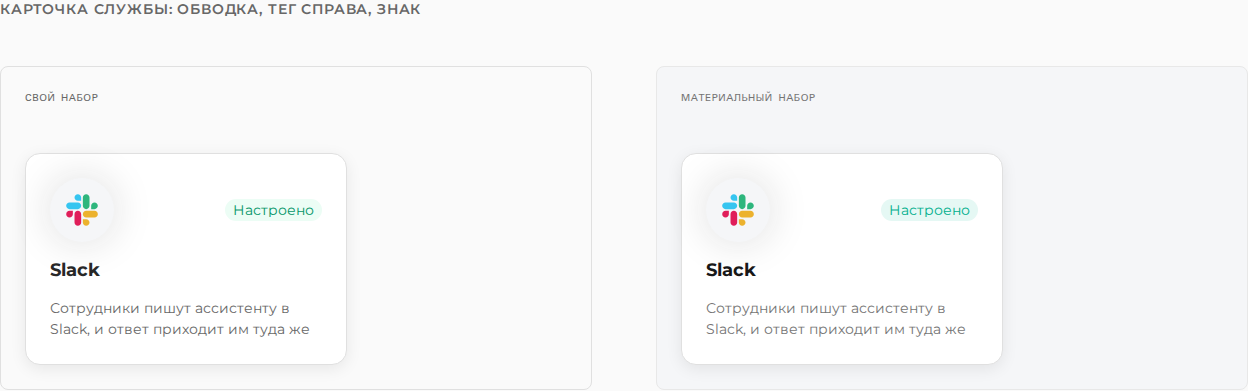 КАРТОЧКА СЛУЖБЫ: ОБВОДКА, ТЕГ СПРАВА, ЗНАК
СВОЙ НАБОР
Настроено
Slack
Сотрудники пишут ассистенту в
Slack, и ответ приходит им туда же
МАТЕРИАЛЬНЫЙ НАБОР
Настроено
Slack
Сотрудники пишут ассистенту в
Slack, и ответ приходит им туда же